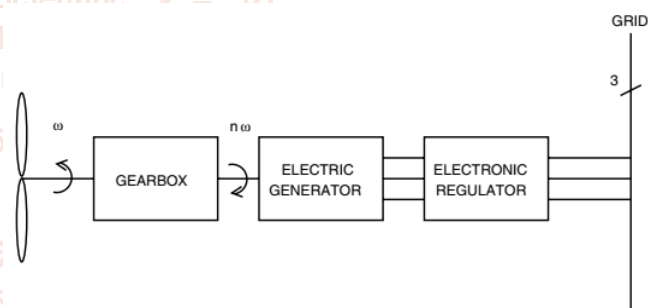 GRID
3
ω
n ω
GEARBOX
ELECTRIC
GENERATOR
ELECTRONIC
REGULATOR